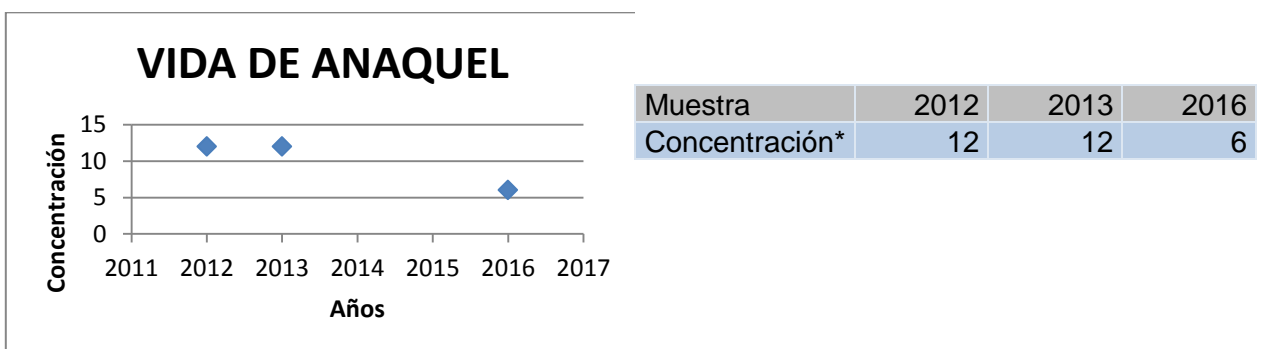 VIDA DE ANAQUEL
15
10
5
0
Concentración
2011 2012 2013 2014 2015 2016 2017
Años
Muestra 2012 2013 2016
Concentración* 12 12 6